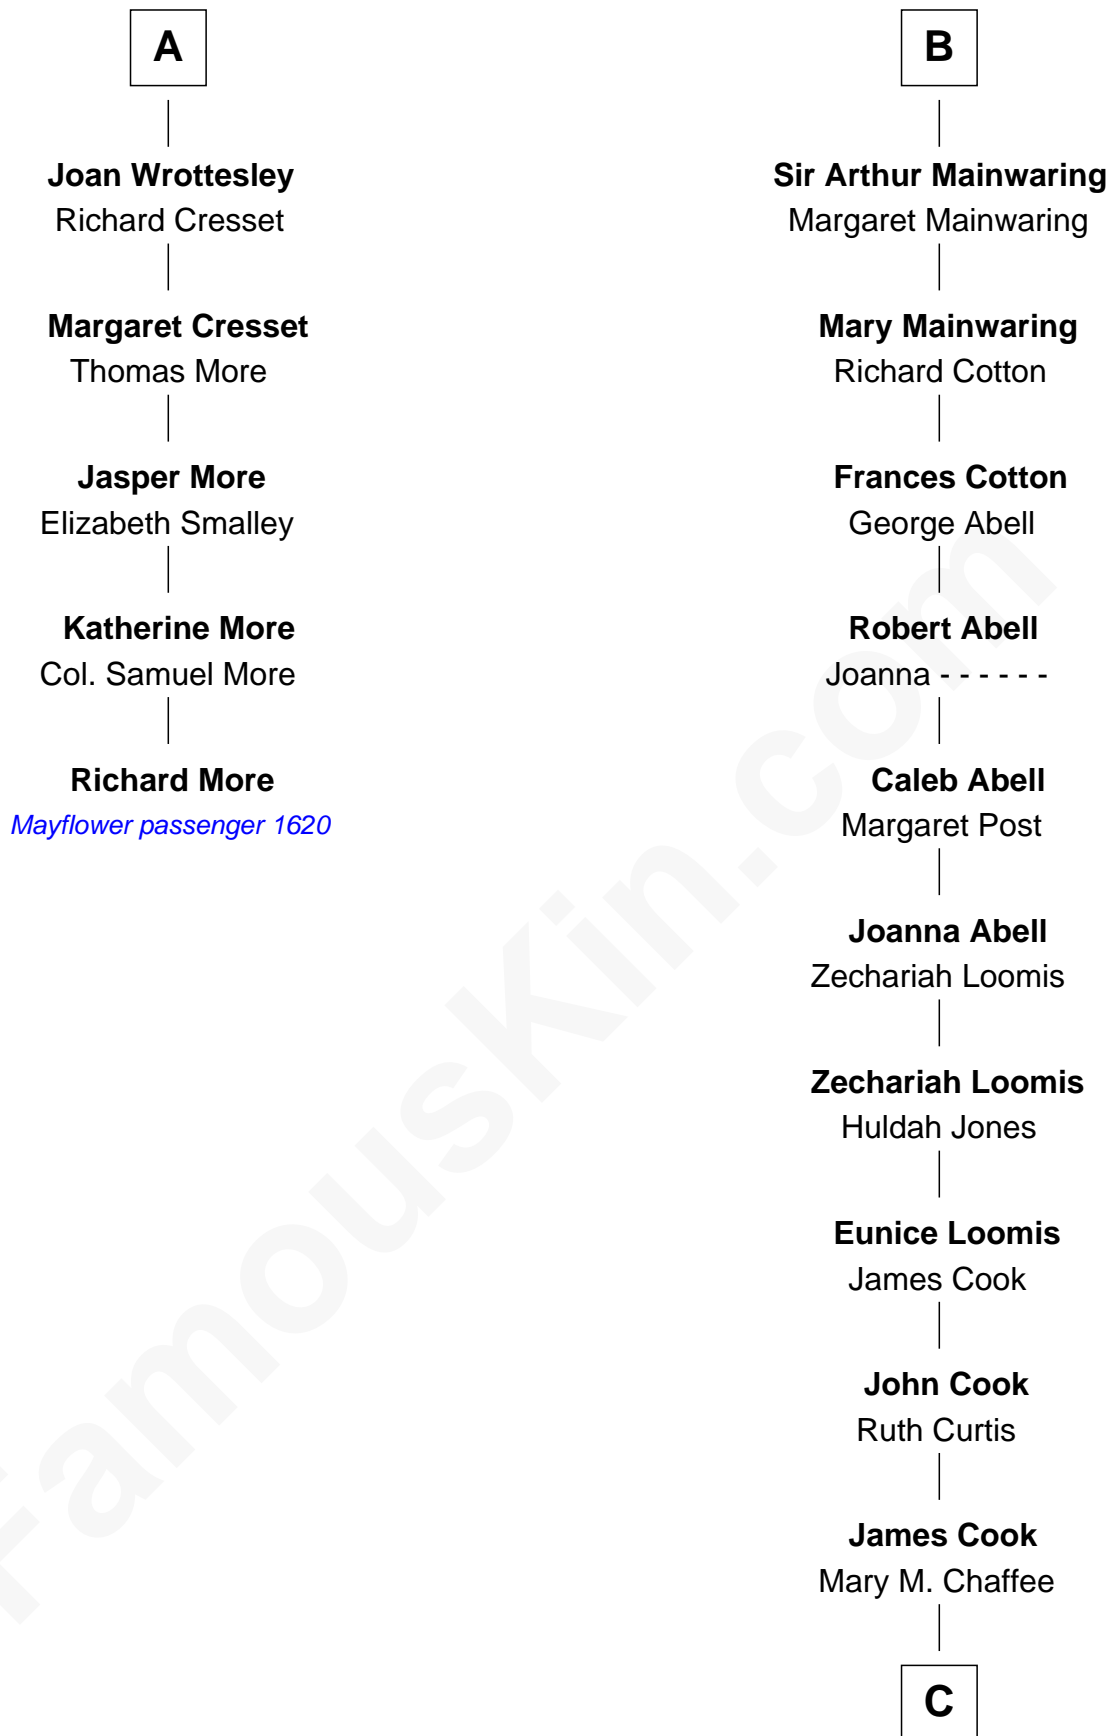 A
Joan Wrottesley
Richard Cresset
Margaret Cresset
Thomas More
Jasper More
Elizabeth Smalley
Katherine More
Col. Samuel More
Richard More
Mayflower passenger 1620
B
Sir Arthur Mainwaring
Margaret Mainwaring
Mary Mainwaring
Richard Cotton
Frances Cotton
George Abell
Robert Abell
Joanna - - - - - -
Caleb Abell
Margaret Post
Joanna Abell
Zechariah Loomis
Zechariah Loomis
Huldah Jones
Eunice Loomis
James Cook
John Cook
Ruth Curtis
James Cook
Mary M. Chaffee
C
FamousKin.com